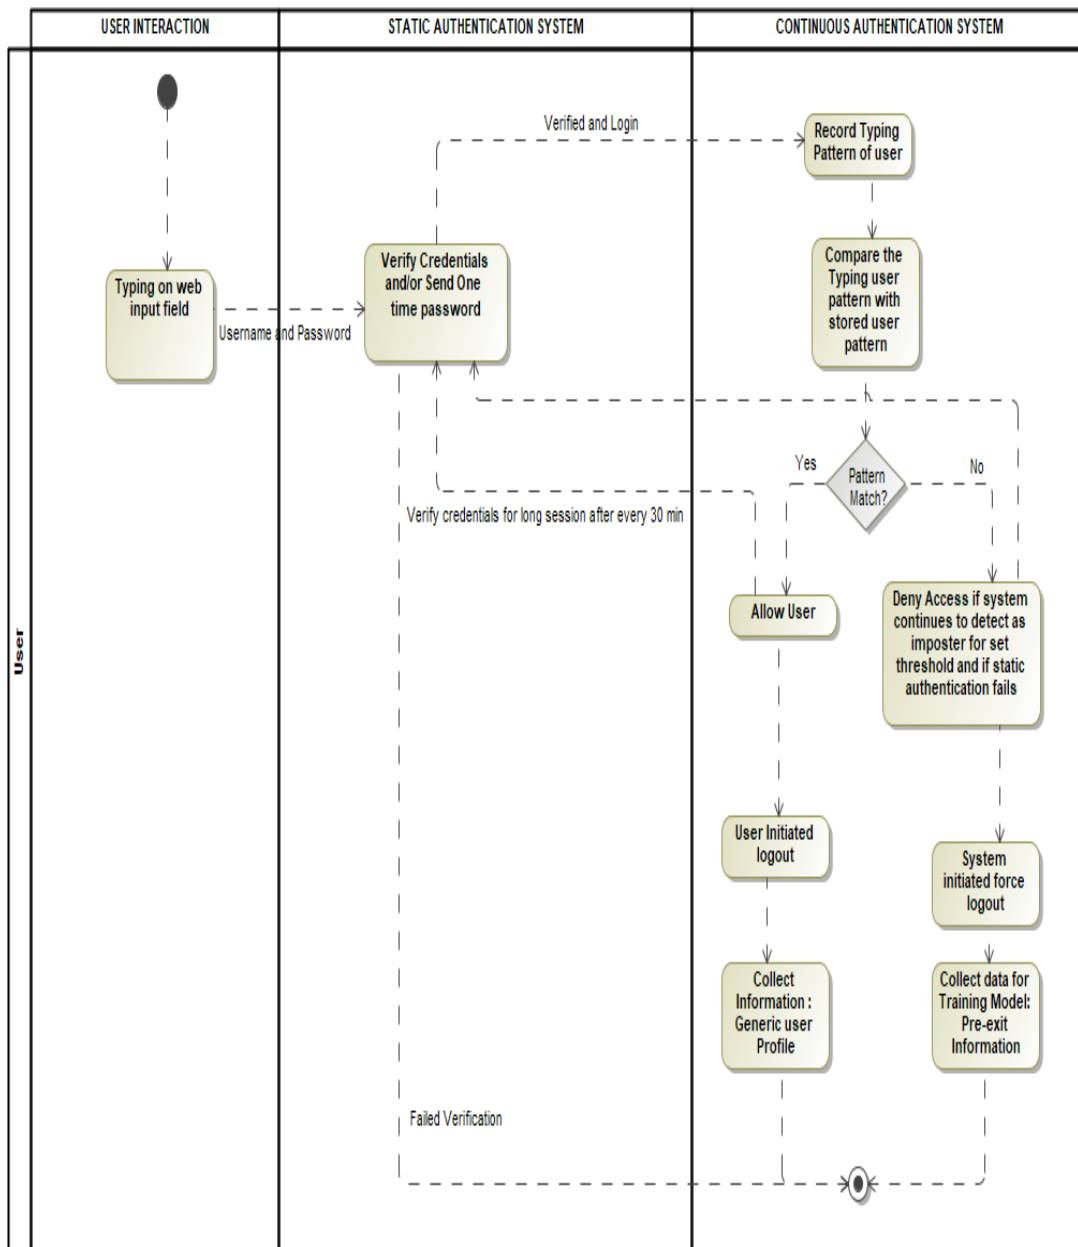 USER INTERACTION
STATIC AUTHENTICATION SYSTEM
CONTINUOUS AUTHENTICATION SYSTEM
User
Typing on web
input field
Username and Password
Verify Credentials
and/or Send One
time password
Verified and Login
Record Typing
Pattern of user
Compare the
Typing user
pattern with
stored user
pattern
Pattern
Match?
Yes
No
Verify credentials for long session after every 30 min
Allow User
Deny Access if system
continues to detect as
imposter for set
threshold and if static
authentication fails
User Initiated
logout
System
initiated force
logout
Collect
Information :
Generic user
Profile
Collect data for
Training Model:
Pre-exit
Information
Failed Verification